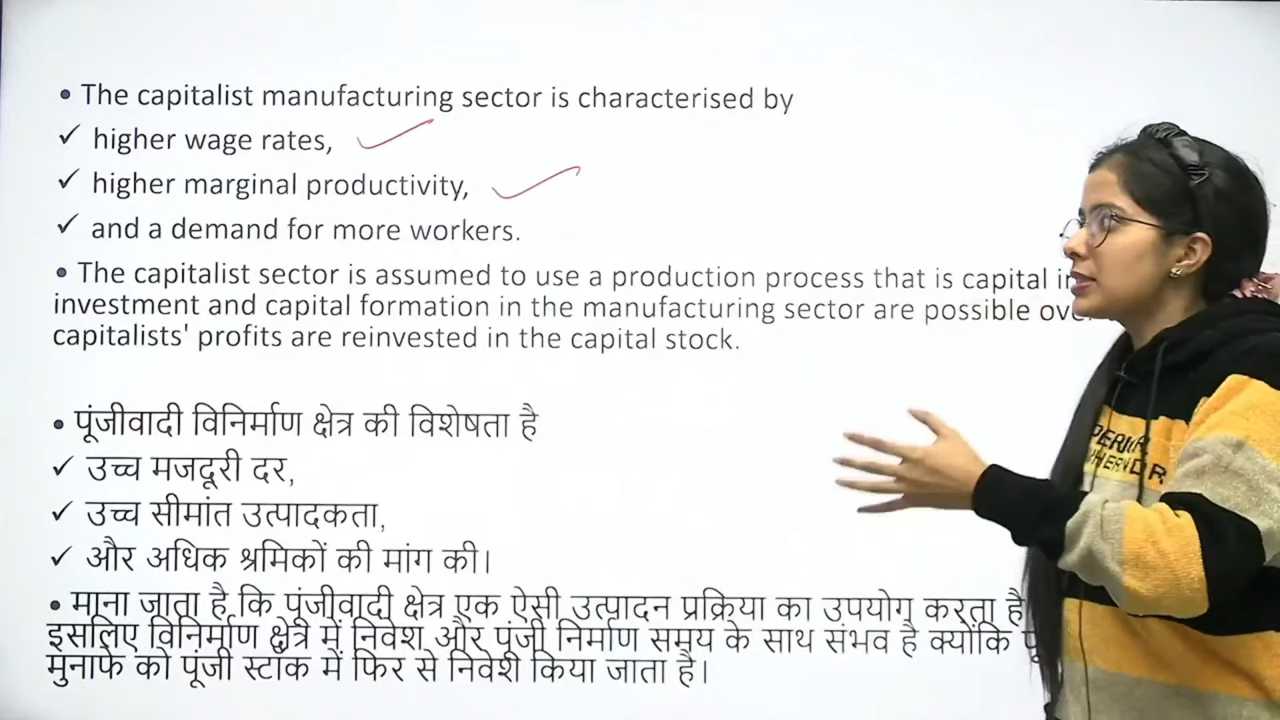 • The capitalist manufacturing sector is characterised by
✓ higher wage rates,
✓ higher marginal productivity,
✓ and a demand for more workers.
• The capitalist sector is assumed to use a production process that is capital
investment and capital formation in the manufacturing sector are possible
capitalists' profits are reinvested in the capital stock.
• पूंजीवादी विनिर्माण क्षेत्र की विशेषता है
✓ उच्च मजदूरी दर,
✓ उच्च सीमांत उत्पादकता,
✓ और अधिक श्रमिकों की मांग की।
• माना जाता है कि पूंजीवादी क्षेत्र एक ऐसी उत्पादन प्रक्रिया का उपयोग करता है
इसलिए विनिर्माण क्षेत्र में निवेश और पूंजी निर्माण समय के साथ संभव है क्योंकि
मुनाफे को पूंजी स्टॉक में फिर से निवेश किया जाता है।